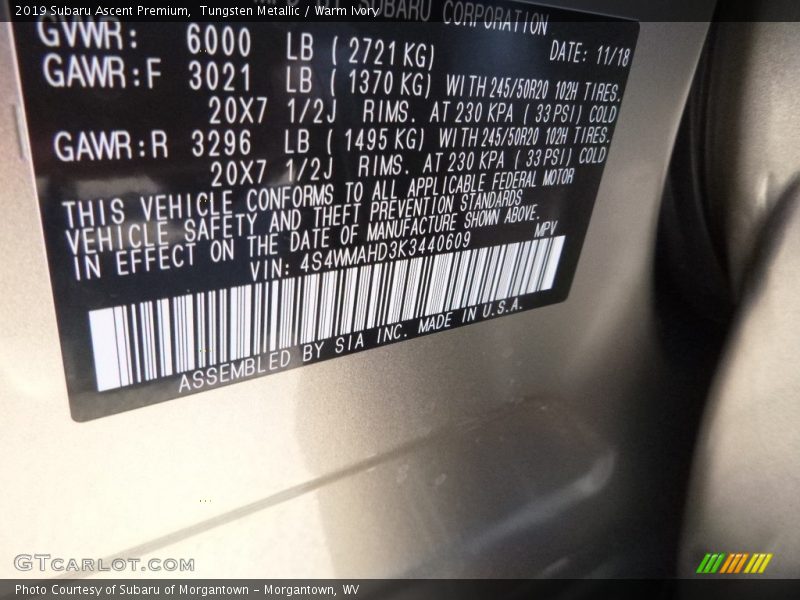 2019 Subaru Ascent Premium,  Tungsten Metallic / Warm Ivory
SUBARU CORPORATION
GVWR: 6000 LB (2721 KG) DATE: 11/18
GAWR:F 3021 LB (1370 KG) WITH 245/50R20 102H TIRES.
20X7 1/2J RIMS. AT 230 KPA (33 PSI) COLD
GAWR:R 3296 LB (1495 KG) WITH 245/50R20 102H TIRES.
20X7 1/2J RIMS. AT 230 KPA (33 PSI) COLD
THIS VEHICLE CONFORMS TO ALL APPLICABLE FEDERAL MOTOR
VEHICLE SAFETY AND THEFT PREVENTION STANDARDS
IN EFFECT ON THE DATE OF MANUFACTURE SHOWN ABOVE.
VIN: 4S4WMAHD3K3440609 MPV
ASSEMBLED BY SIA INC. MADE IN U.S.A.
GTCARLOT.COM
Photo Courtesy of Subaru of Morgantown - Morgantown, WV